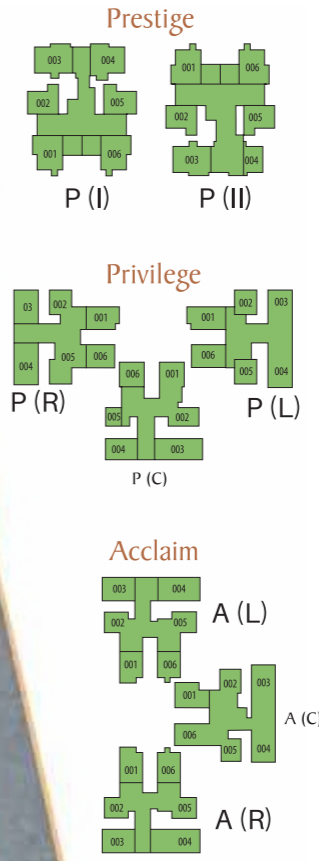 Prestige
003 004 006
001
002 005 002 005
001 006 003 004
P (I) P (II)
Privilege
03 002 002 003
001 001
005 006 006 005
004 004
P (R) P (L)
006 001
005 002
004 003
P (C)
Acclaim
003 004
A (L)
002 005
001 006
002 003
001
A (C)
006
005 004
001 006
002 005
A (R)
003 004